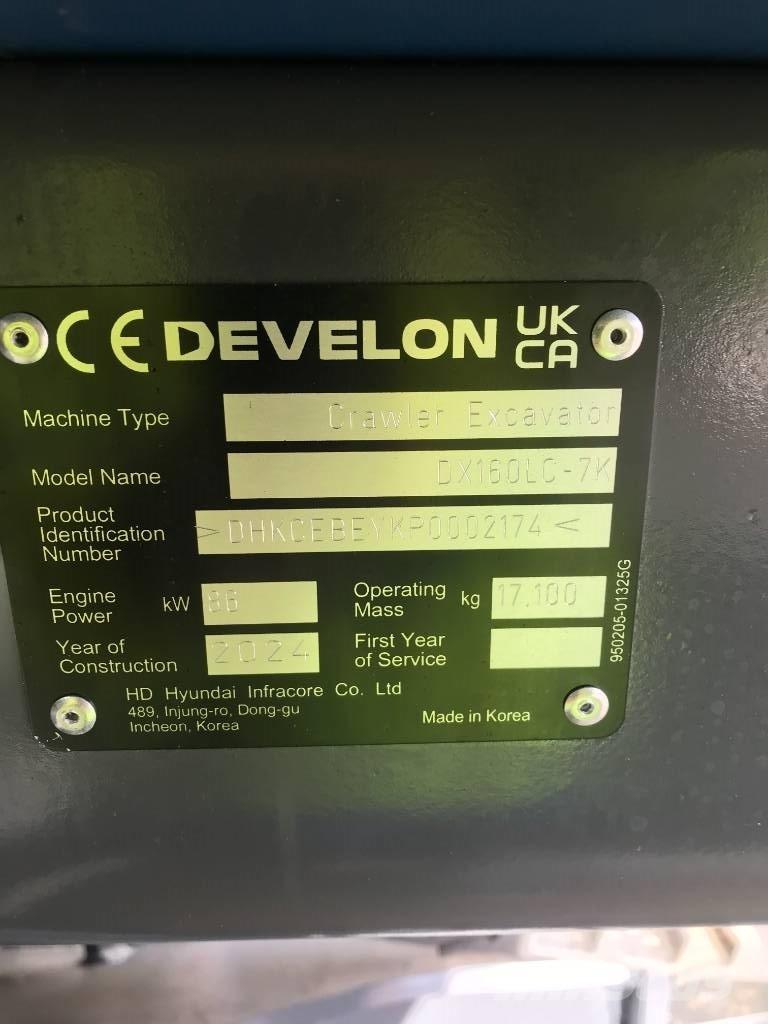 CE DEVELON UK CA
Machine Type Crawler Excavator
Model Name DX160LC-7K
Product Identification Number >DHKCEBEYKP0002174<
Engine Power kW 86 Operating Mass kg 17,100
Year of Construction 2024 First Year of Service
HD Hyundai Infracore Co. Ltd
489, Injung-ro, Dong-gu
Incheon, Korea
Made in Korea
950205-01325G